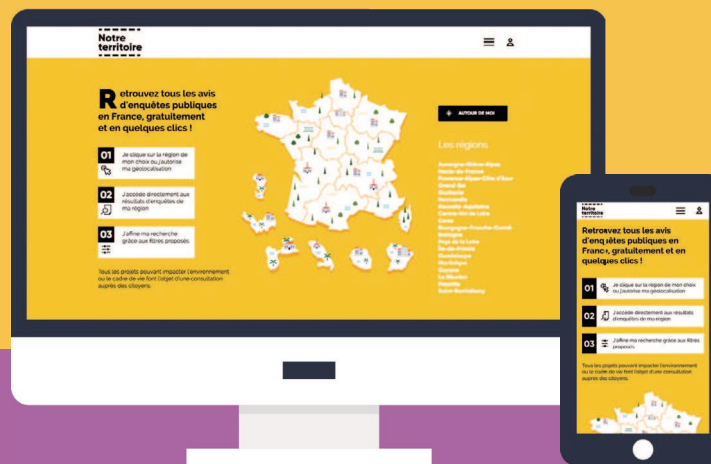 Notre
territoire
Retrouvez tous les avis
d'enquêtes publiques
en France, gratuitement
et en quelques clics !
01 Je clique sur la région de
mon choix ou j'autorise
ma géolocalisation
02 J'accède directement aux
résultats d'enquêtes de
ma région
03 J'affine ma recherche
grâce aux filtres proposés
Tous les projets pouvant impacter l'environnement
ou le cadre de vie font l'objet d'une consultation
auprès des citoyens.
AUTOUR DE MOI
Les régions
Auvergne-Rhône-Alpes
Hauts-de-France
Provence-Alpes-Côte d'Azur
Grand Est
Occitanie
Normandie
Nouvelle-Aquitaine
Centre-Val de Loire
Corse
Bourgogne-Franche-Comté
Bretagne
Pays de la Loire
Île-de-France
Guadeloupe
Martinique
Guyane
La Réunion
Mayotte
Saint-Barthélemy
Notre
territoire
Retrouvez tous les avis
d'enquêtes publiques en
France, gratuitement et en
quelques clics !
01 Je clique sur la région de mon choix
ou j'autorise ma géolocalisation
02 J'accède directement aux résultats
d'enquêtes de ma région
03 J'affine ma recherche grâce aux filtres
proposés
Tous les projets pouvant impacter l'environnement
ou le cadre de vie font l'objet d'une consultation
auprès des citoyens.